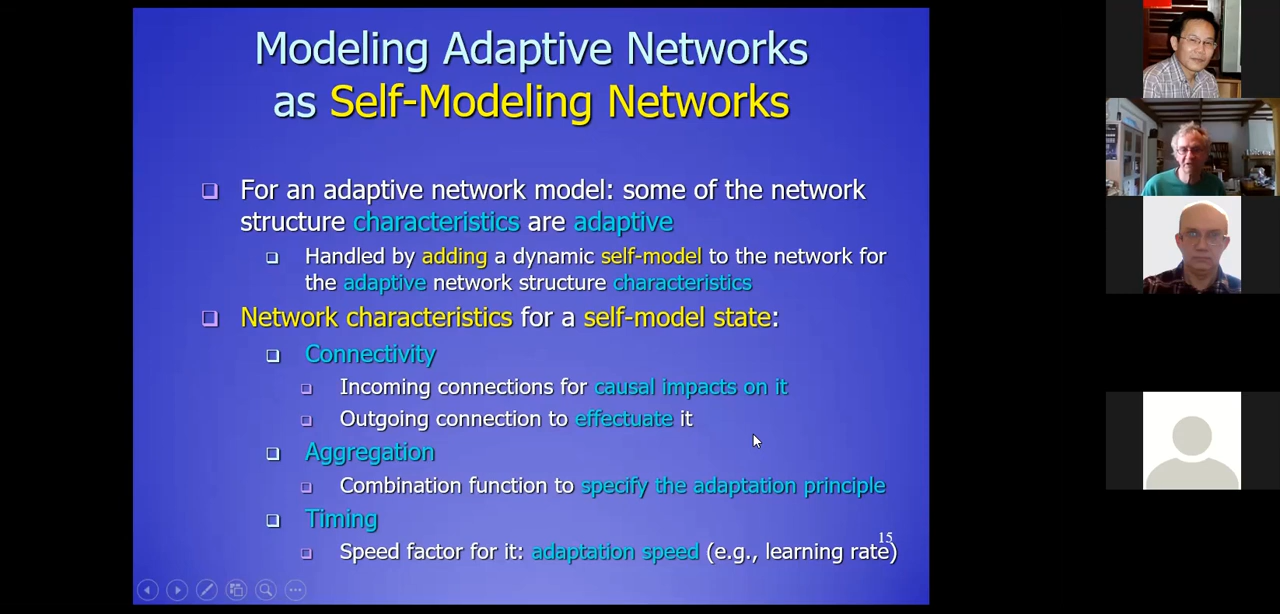 Modeling Adaptive Networks
as Self-Modeling Networks
For an adaptive network model: some of the network
structure characteristics are adaptive
Handled by adding a dynamic self-model to the network for
the adaptive network structure characteristics
Network characteristics for a self-model state:
Connectivity
Incoming connections for causal impacts on it
Outgoing connection to effectuate it
Aggregation
Combination function to specify the adaptation principle
Timing
Speed factor for it: adaptation speed (e.g., learning rate)
15